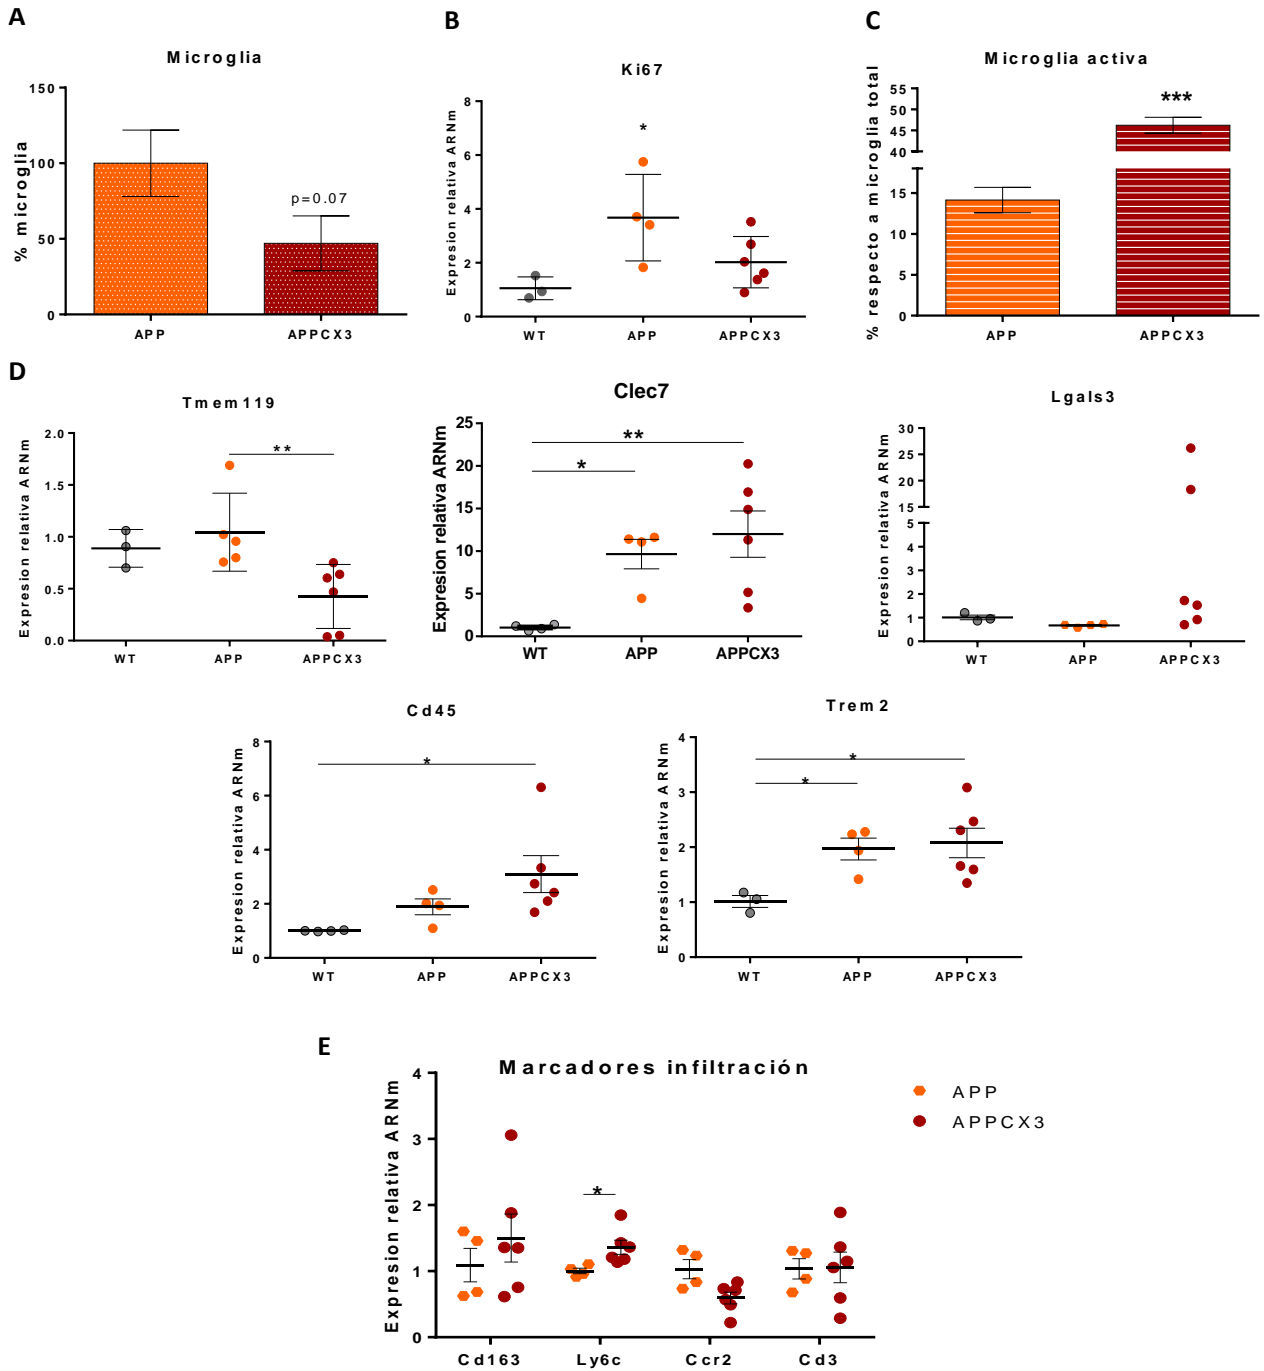 A
Microglia
% microglia
150
100
50
0
p=0.07
APP
APPCX3
B
Ki67
Expresion relativa ARNm
8
6
4
2
0
*
WT
APP
APPCX3
C
Microglia activa
% respecto a microglia total
55
50
45
40
15
10
5
0
***
APP
APPCX3
D
Tmem119
Expresion relativa ARNm
2.0
1.5
1.0
0.5
0.0
**
WT
APP
APPCX3
Clec7
Expresion relativa ARNm
25
20
15
10
5
0
**
*
WT
APP
APPCX3
Lgals3
Expresion relativa ARNm
30
25
20
15
5
4
3
2
1
0
WT
APP
APPCX3
Cd45
Expresion relativa ARNm
8
6
4
2
0
*
WT
APP
APPCX3
Trem2
Expresion relativa ARNm
4
3
2
1
0
*
*
WT
APP
APPCX3
E
Marcadores infiltración
Expresion relativa ARNm
4
3
2
1
0
*
Cd163
Ly6c
Ccr2
Cd3
APP
APPCX3